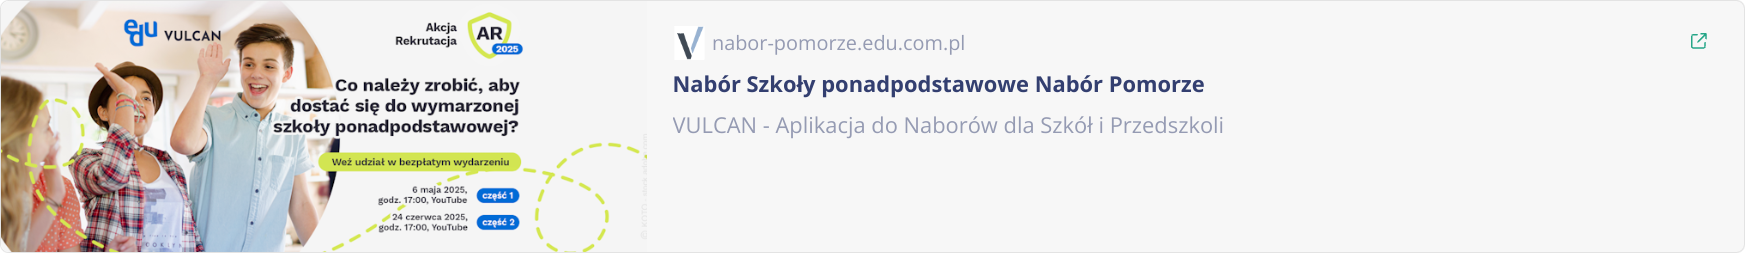 edu VULCAN
Akcja
Rekrutacja
AR
2025
Co należy zrobić, aby
dostać się do wymarzonej
szkoły ponadpodstawowej?
Weź udział w bezpłatym wydarzeniu
6 maja 2025,
godz. 17:00, YouTube
część 1
24 czerwca 2025,
godz. 17:00, YouTube
część 2
nabor-pomorze.edu.com.pl
Nabór Szkoły ponadpodstawowe Nabór Pomorze
VULCAN - Aplikacja do Naborów dla Szkół i Przedszkoli